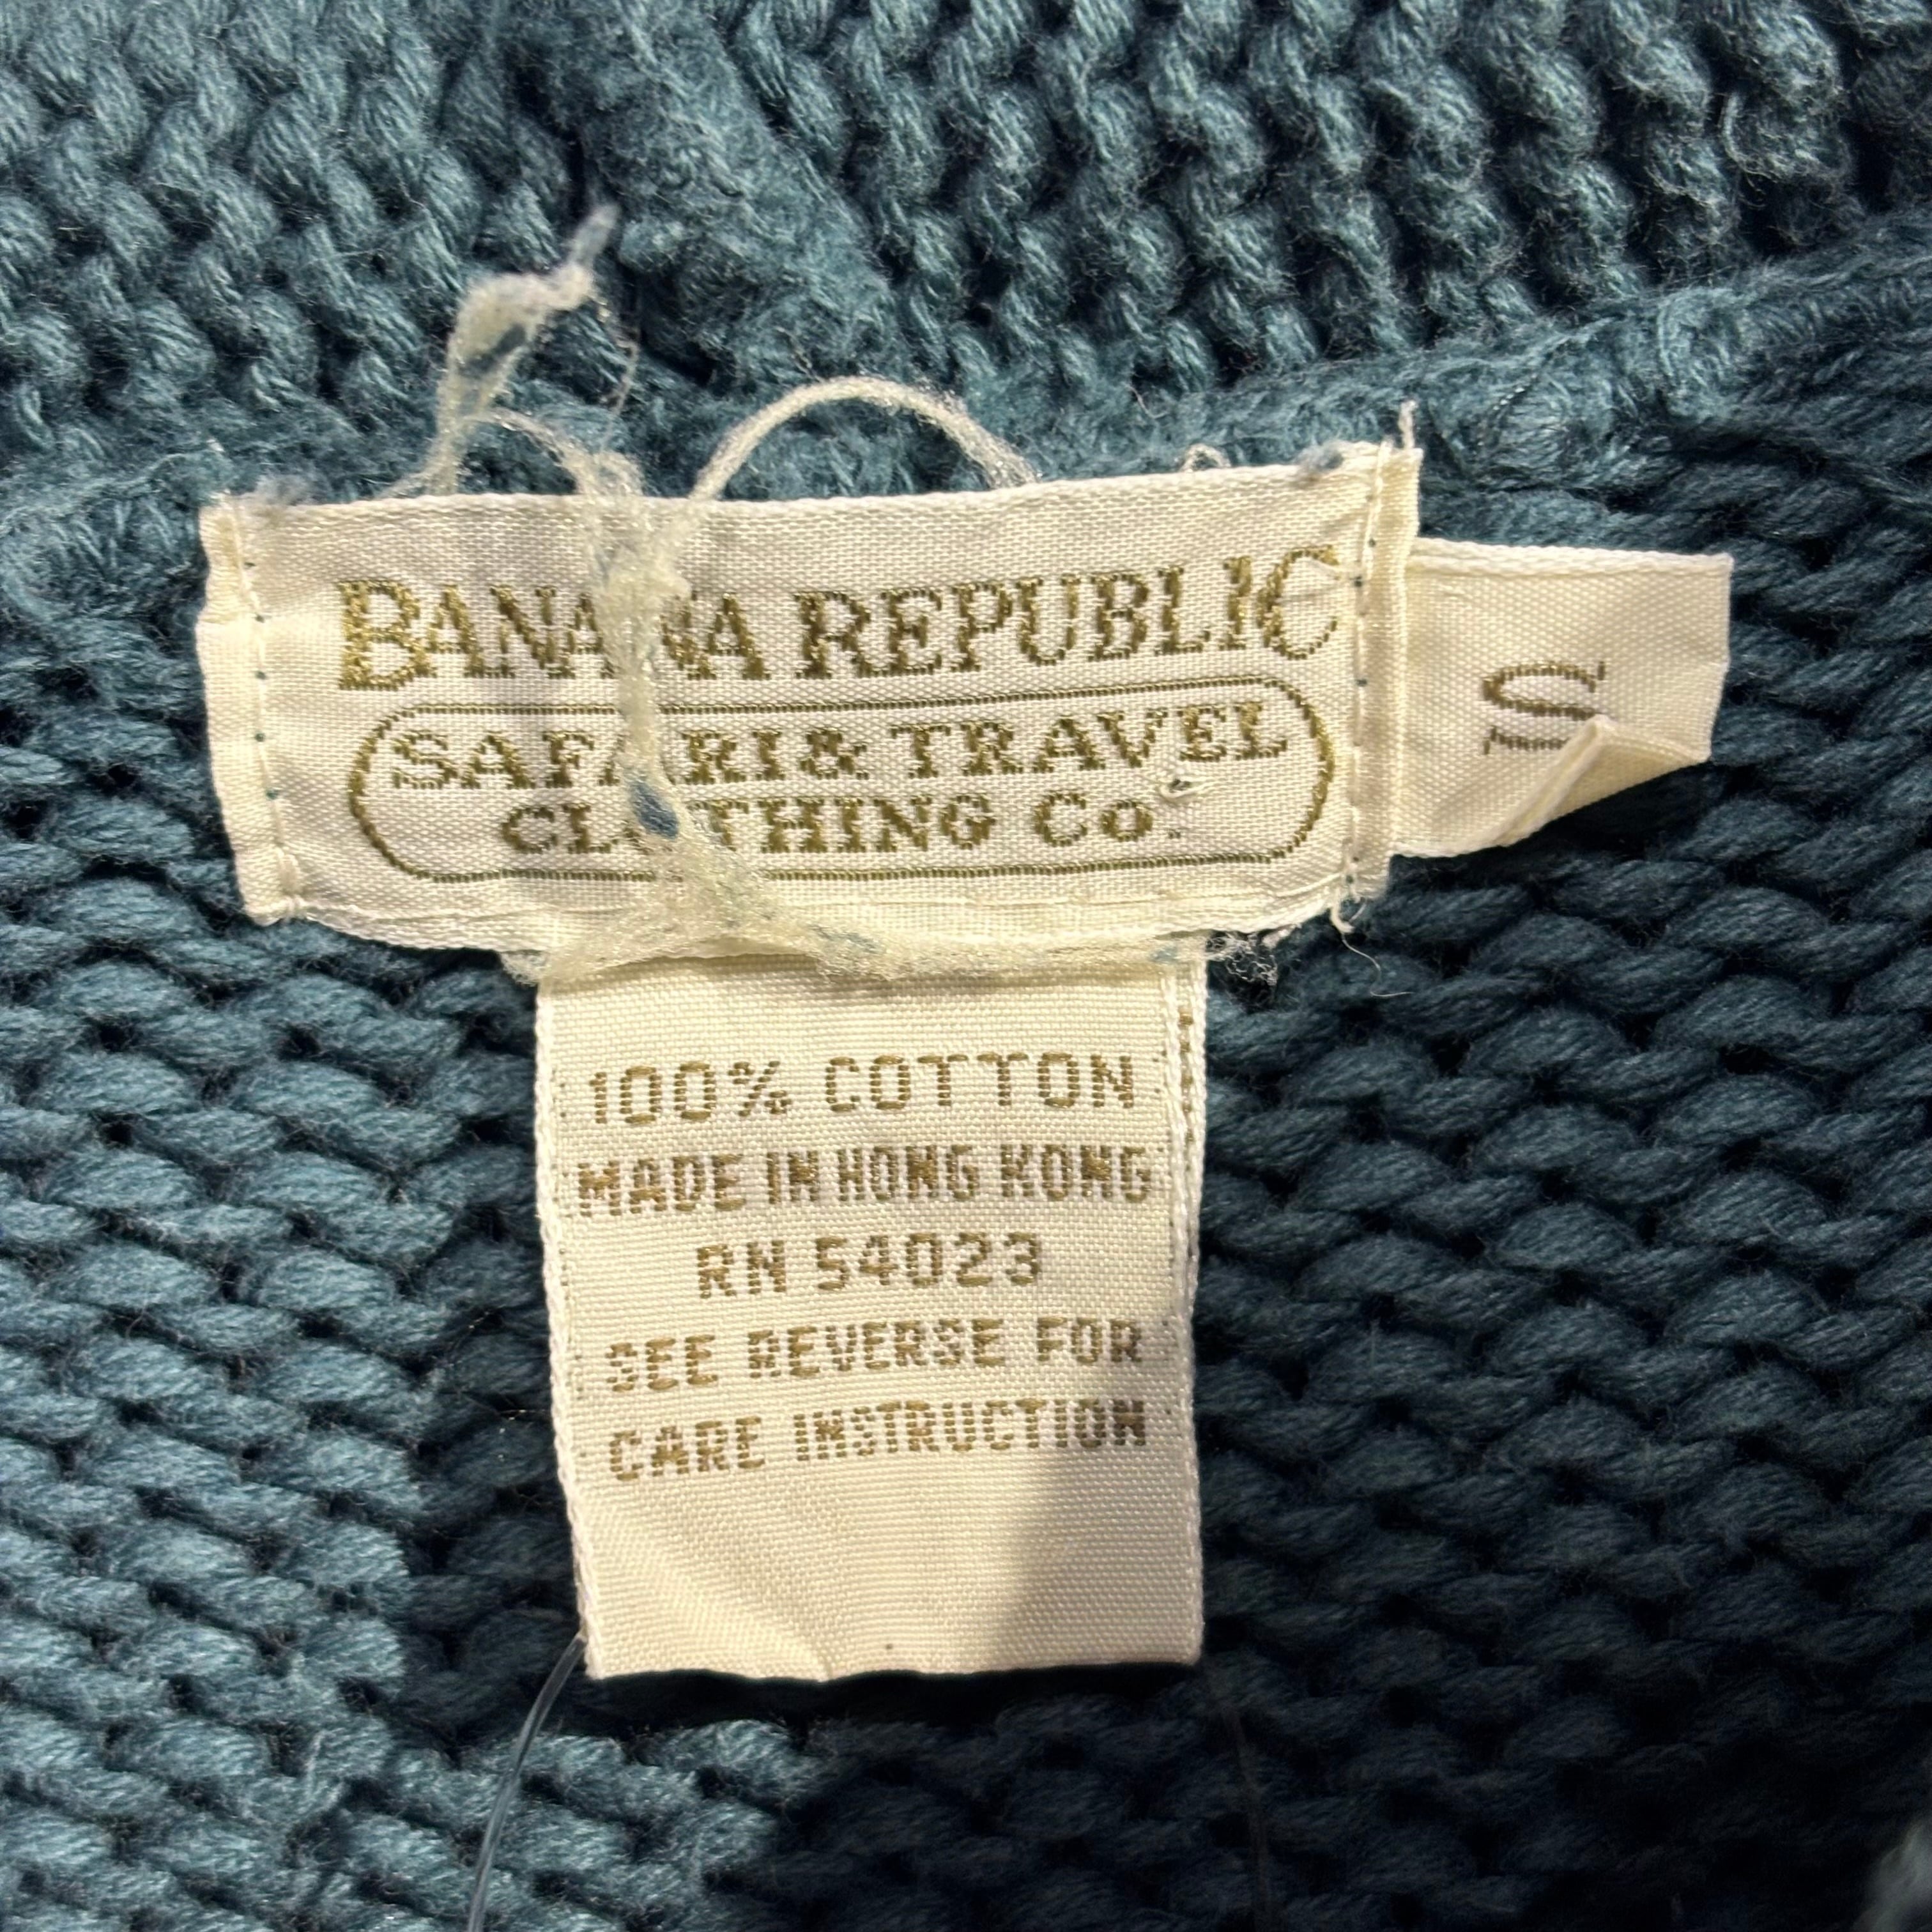 BANANA REPUBLIC
SAFARI & TRAVEL
CLOTHING Co.
100% COTTON
MADE IN HONG KONG
RN 54023
SEE REVERSE FOR
CARE INSTRUCTION